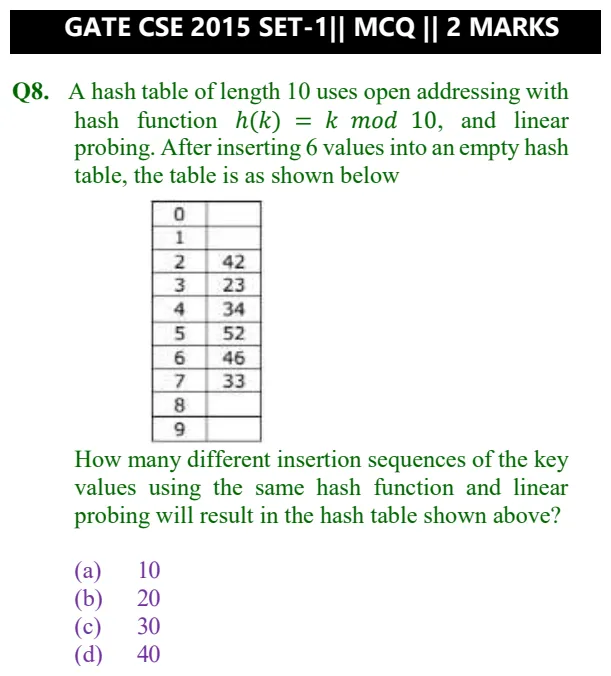 GATE CSE 2015 SET-1|| MCQ || 2 MARKS
Q8. A hash table of length 10 uses open addressing with
hash function h(k) = k mod 10, and linear
probing. After inserting 6 values into an empty hash
table, the table is as shown below
0
1
2 42
3 23
4 34
5 52
6 46
7 33
8
9
How many different insertion sequences of the key
values using the same hash function and linear
probing will result in the hash table shown above?
(a) 10
(b) 20
(c) 30
(d) 40